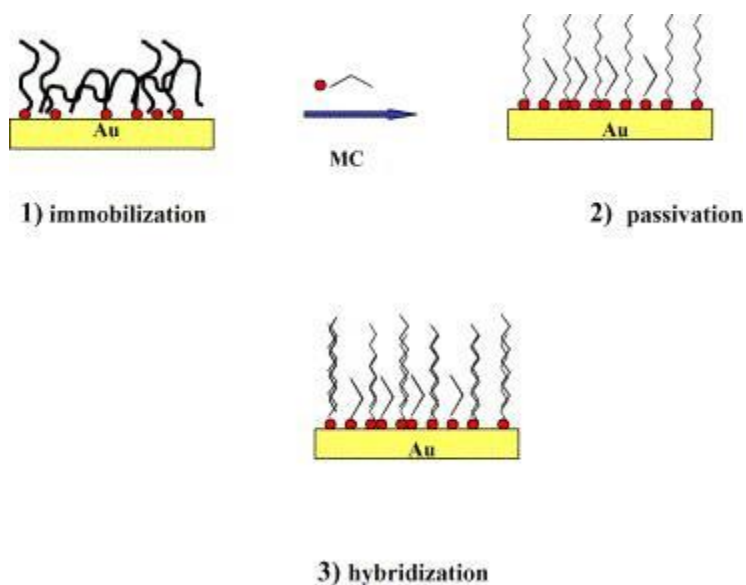 Au
MC
Au
1) immobilization
2) passivation
Au
3) hybridization